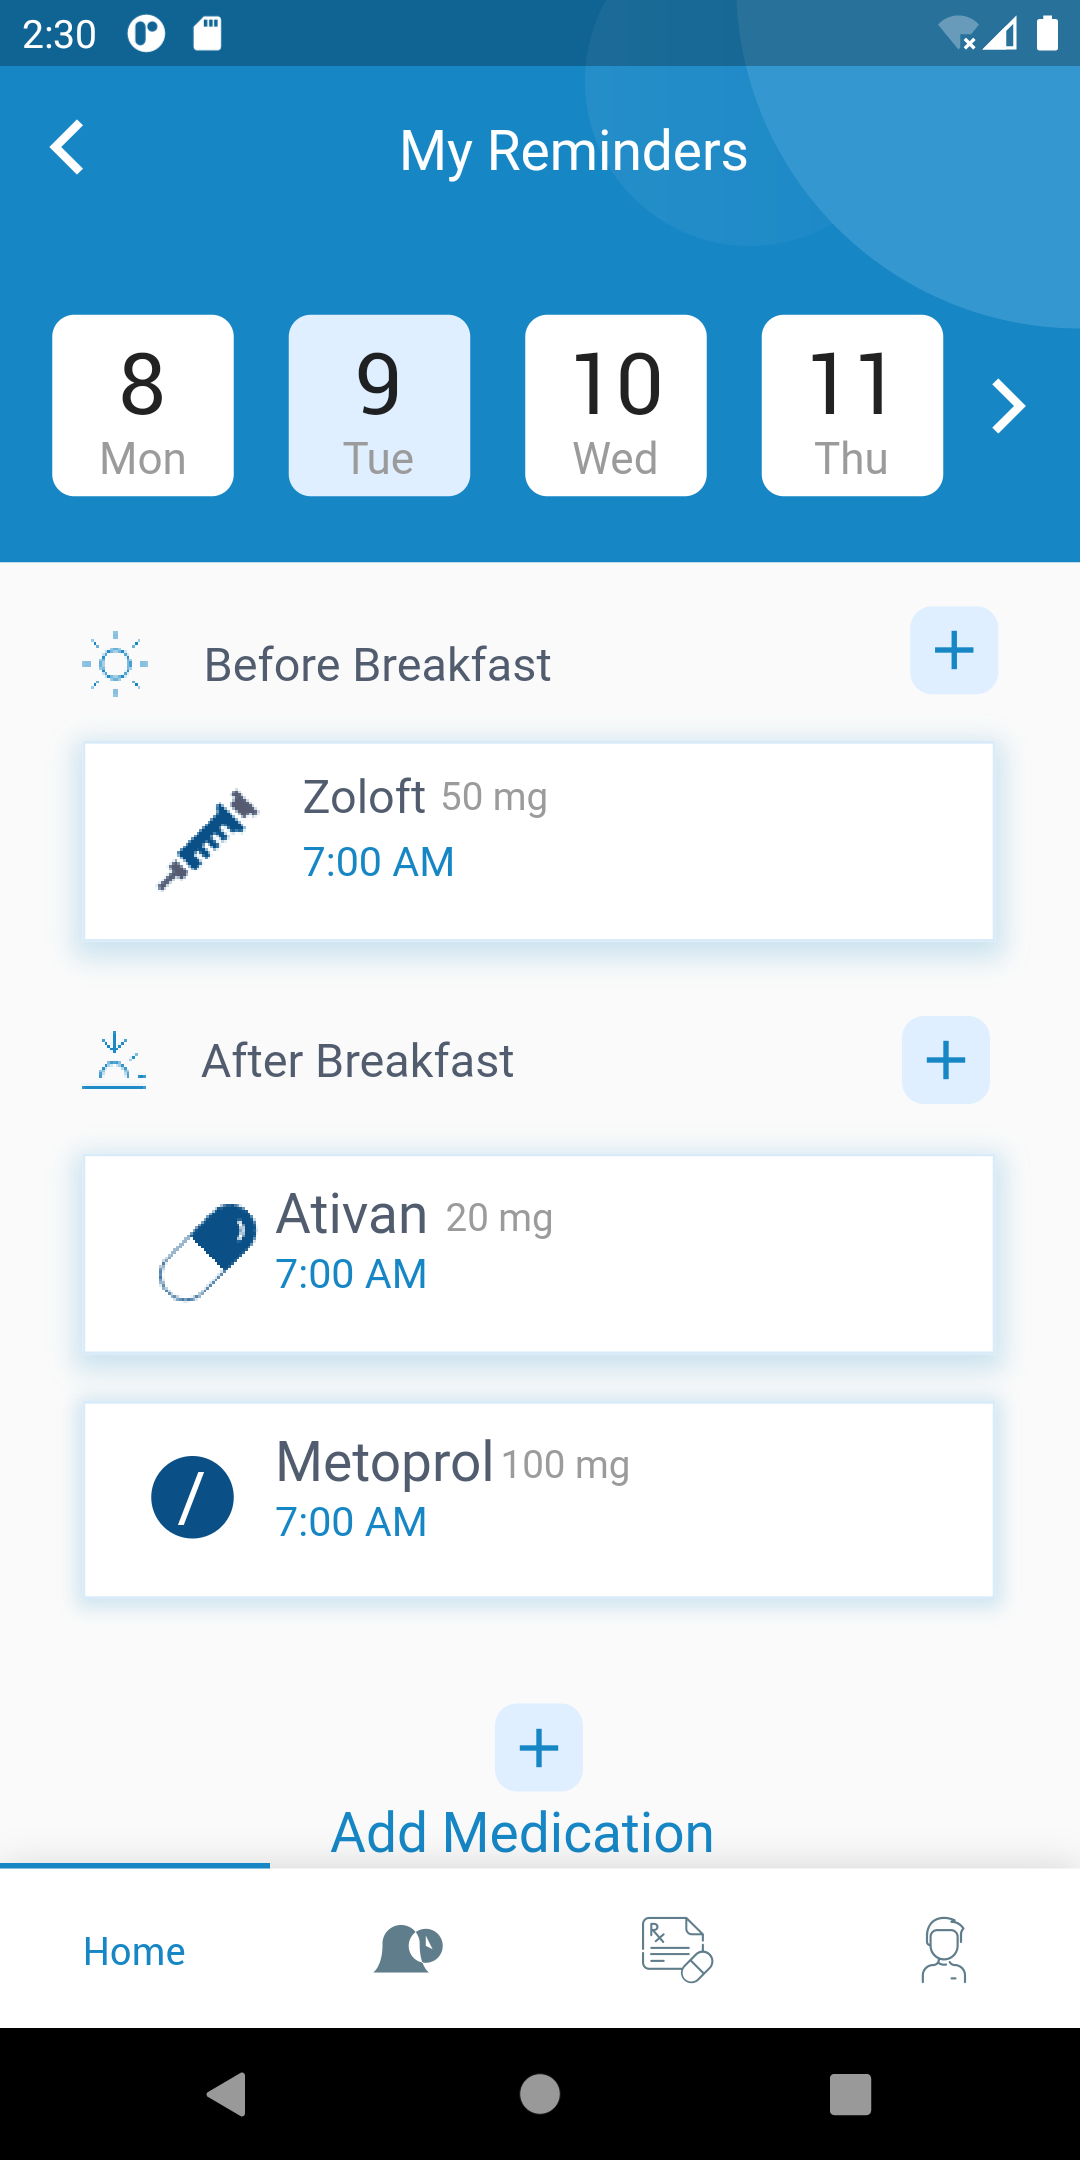 2:30
My Reminders
8
Mon
9
Tue
10
Wed
11
Thu
Before Breakfast
Zoloft 50 mg
7:00 AM
After Breakfast
Ativan 20 mg
7:00 AM
Metoprol 100 mg
7:00 AM
Add Medication
Home
Rx